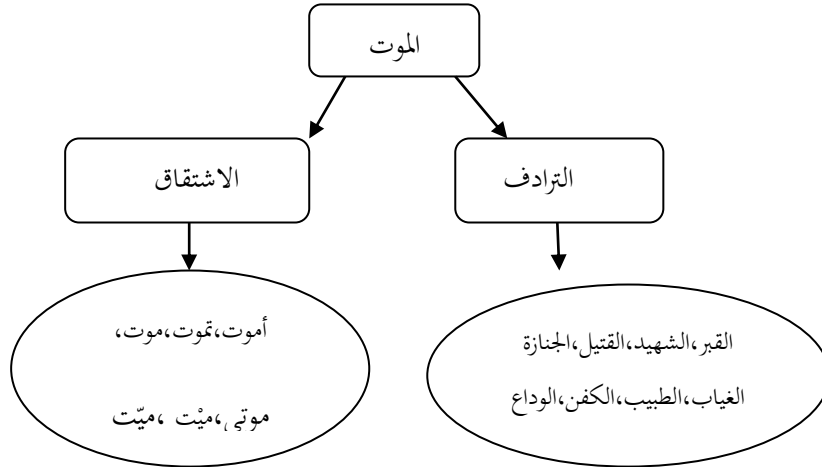 الموت
الترادف
الاشتقاق
القبر،الشهيد،القتيل،الجنازة
الغياب،الطبيب،الكفن،الوداع
أموت،تموت،موت،
موتى،ميْت ،ميّت